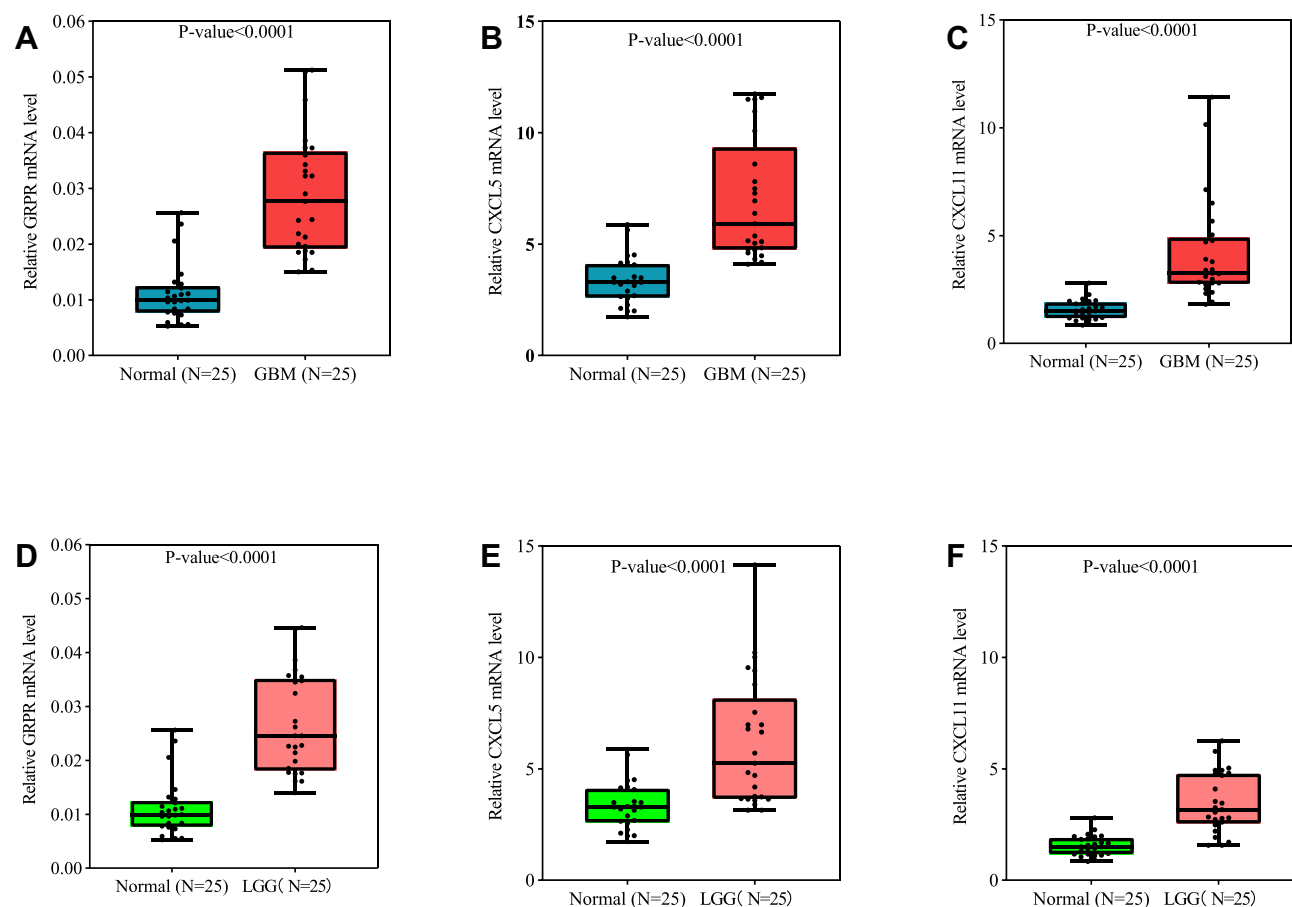 A
P-value<0.0001
Relative GRPR mRNA level
0.06
0.05
0.04
0.03
0.02
0.01
0.00
Normal (N=25) GBM (N=25)
B
P-value<0.0001
Relative CXCL5 mRNA level
15
10
5
0
Normal (N=25) GBM (N=25)
C
P-value<0.0001
Relative CXCL11 mRNA level
15
10
5
0
Normal (N=25) GBM (N=25)
D
P-value<0.0001
Relative GRPR mRNA level
0.06
0.05
0.04
0.03
0.02
0.01
0.00
Normal (N=25) LGG( N=25)
E
P-value<0.0001
Relative CXCL5 mRNA level
15
10
5
0
Normal (N=25) LGG( N=25)
F
P-value<0.0001
Relative CXCL11 mRNA level
15
10
5
0
Normal (N=25) LGG( N=25)